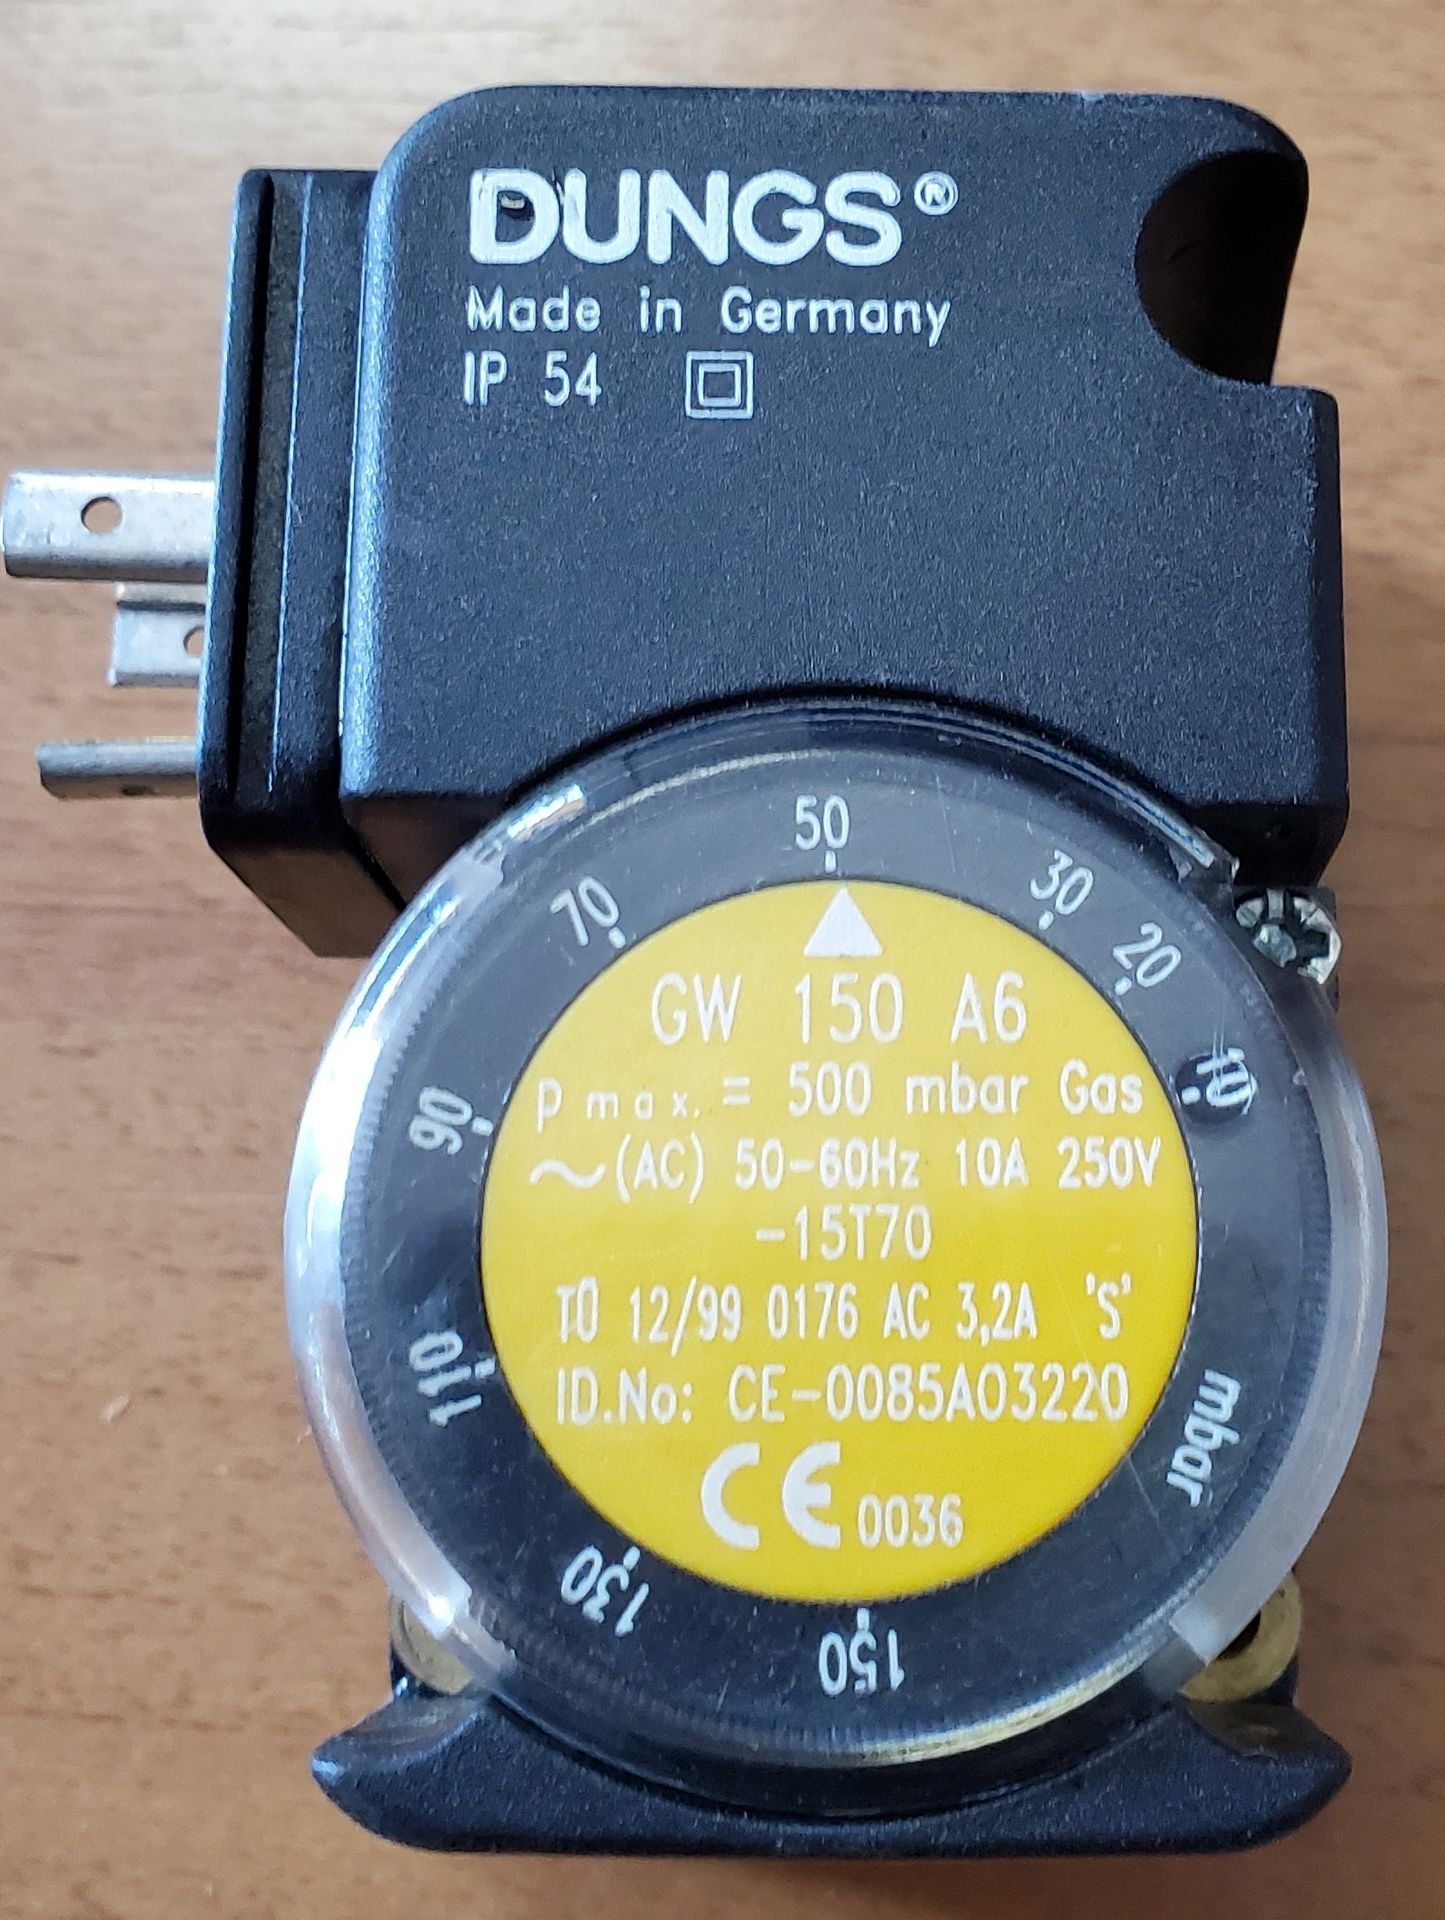 DUNGS®
Made in Germany
IP 54
50
70
30
20
90
10
110
mbar
130
150
GW 150 A6
p max. = 500 mbar Gas
~(AC) 50-60Hz 10A 250V
-15T70
TÜ 12/99 0176 AC 3,2A 'S'
ID.No: CE-0085AO3220
CE 0036